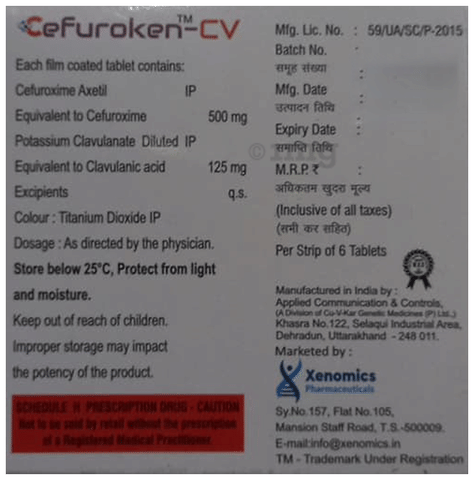 Cefuroken™-CV
Each film coated tablet contains:
Cefuroxime Axetil IP
Equivalent to Cefuroxime 500 mg
Potassium Clavulanate Diluted IP
Equivalent to Clavulanic acid 125 mg
Excipients q.s.
Colour : Titanium Dioxide IP
Dosage : As directed by the physician.
Store below 25°C, Protect from light
and moisture.
Keep out of reach of children.
Improper storage may impact
the potency of the product.
SCHEDULE H PRESCRIPTION DRUG - CAUTION
Not to be sold by retail without the prescription
of a Registered Medical Practitioner.
Mfg. Lic. No. : 59/UA/SC/P-2015
Batch No. :
समूह संख्या
Mfg. Date :
उत्पादन तिथि
Expiry Date :
समाप्ति तिथि
M.R.P. ₹ :
अधिकतम खुदरा मूल्य
(Inclusive of all taxes)
(सभी कर सहित)
Per Strip of 6 Tablets
Manufactured in India by :
Applied Communication & Controls,
(A Division of Cu-V-Kar Genetic Medicines (P) Ltd.,)
Khasra No.122, Selaqui Industrial Area,
Dehradun, Uttarakhand - 248 011.
Marketed by :
Xenomics
Pharmaceuticals
Sy.No.157, Flat No.105,
Mansion Staff Road, T.S.-500009.
E-mail:info@xenomics.in
TM - Trademark Under Registration